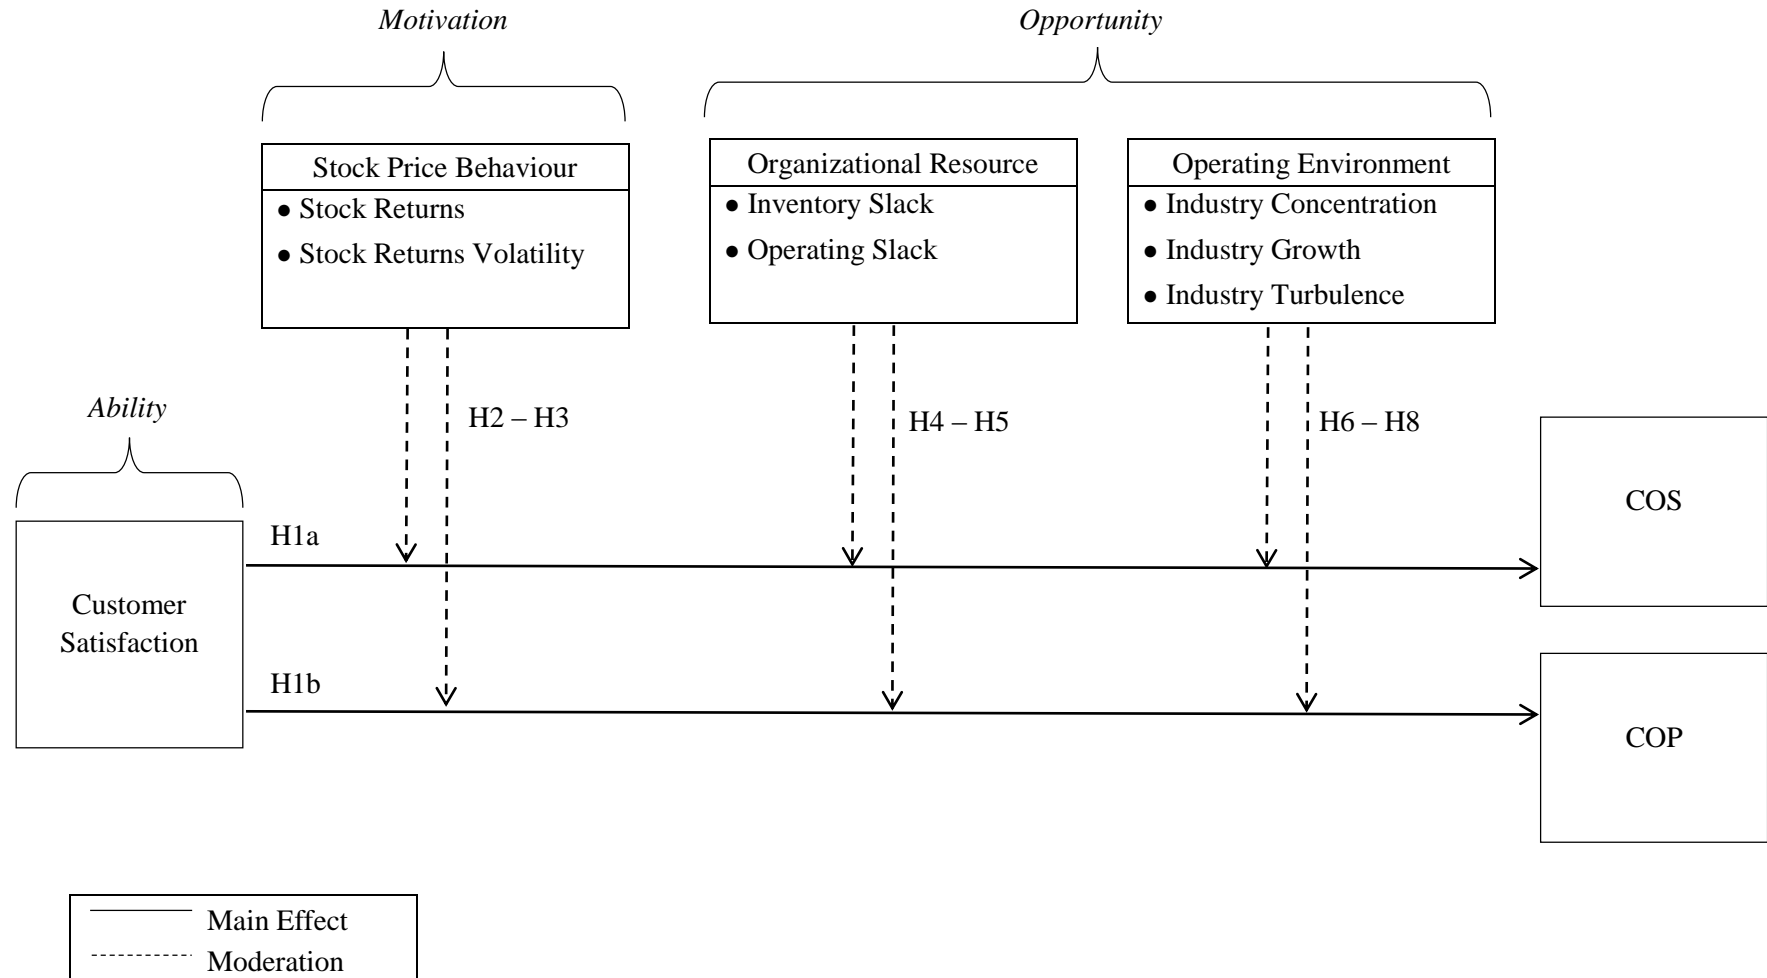 Motivation
Opportunity
Stock Price Behaviour
● Stock Returns
● Stock Returns Volatility
Organizational Resource
● Inventory Slack
● Operating Slack
Operating Environment
● Industry Concentration
● Industry Growth
● Industry Turbulence
Ability
H2 – H3
H4 – H5
H6 – H8
COS
H1a
Customer
Satisfaction
H1b
COP
Main Effect
Moderation